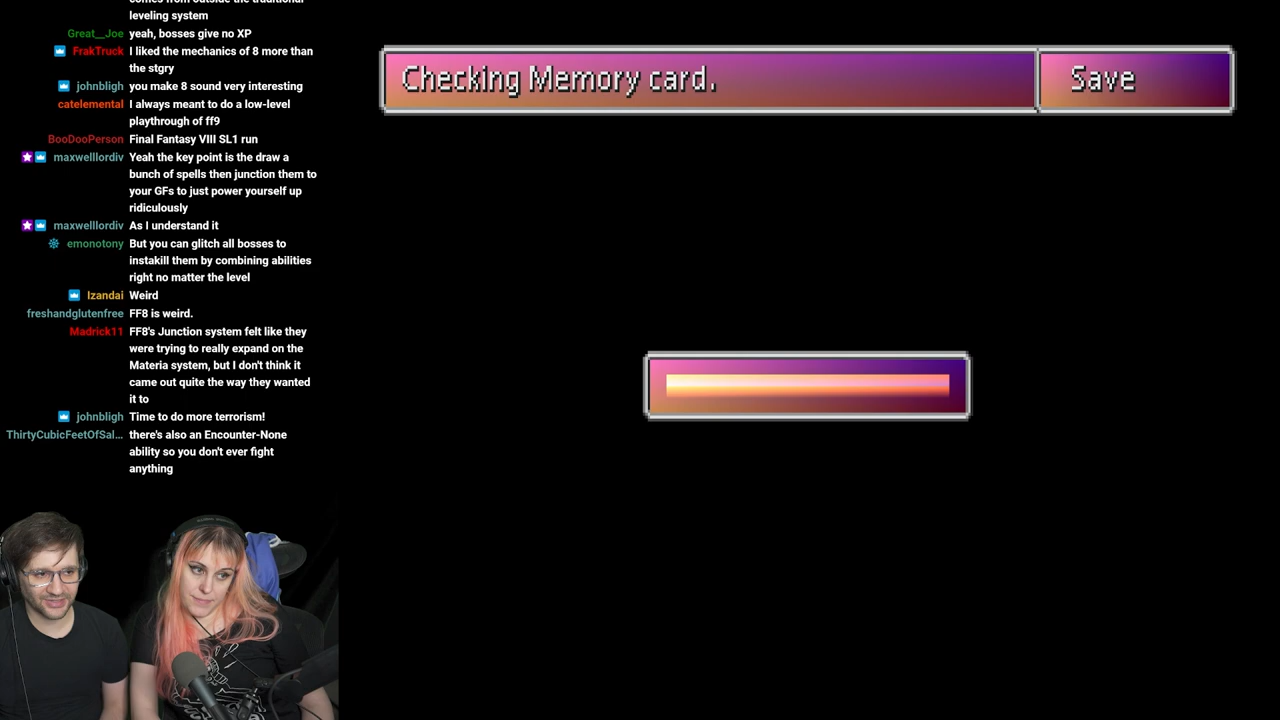 comes from outside the traditional
leveling system
Great__Joe yeah, bosses give no XP
FrakTruck I liked the mechanics of 8 more than
the stgry
johnbligh you make 8 sound very interesting
catelemental I always meant to do a low-level
playthrough of ff9
BooDooPerson Final Fantasy VIII SL1 run
maxwelllordiv Yeah the key point is the draw a
bunch of spells then junction them to
your GFs to just power yourself up
ridiculously
maxwelllordiv As I understand it
emonotony But you can glitch all bosses to
instakill them by combining abilities
right no matter the level
Izandai Weird
freshandglutenfree FF8 is weird.
Madrick11 FF8's Junction system felt like they
were trying to really expand on the
Materia system, but I don't think it
came out quite the way they wanted
it to
johnbligh Time to do more terrorism!
ThirtyCubicFeetOfSal... there's also an Encounter-None
ability so you don't ever fight
anything
Checking Memory card.
Save